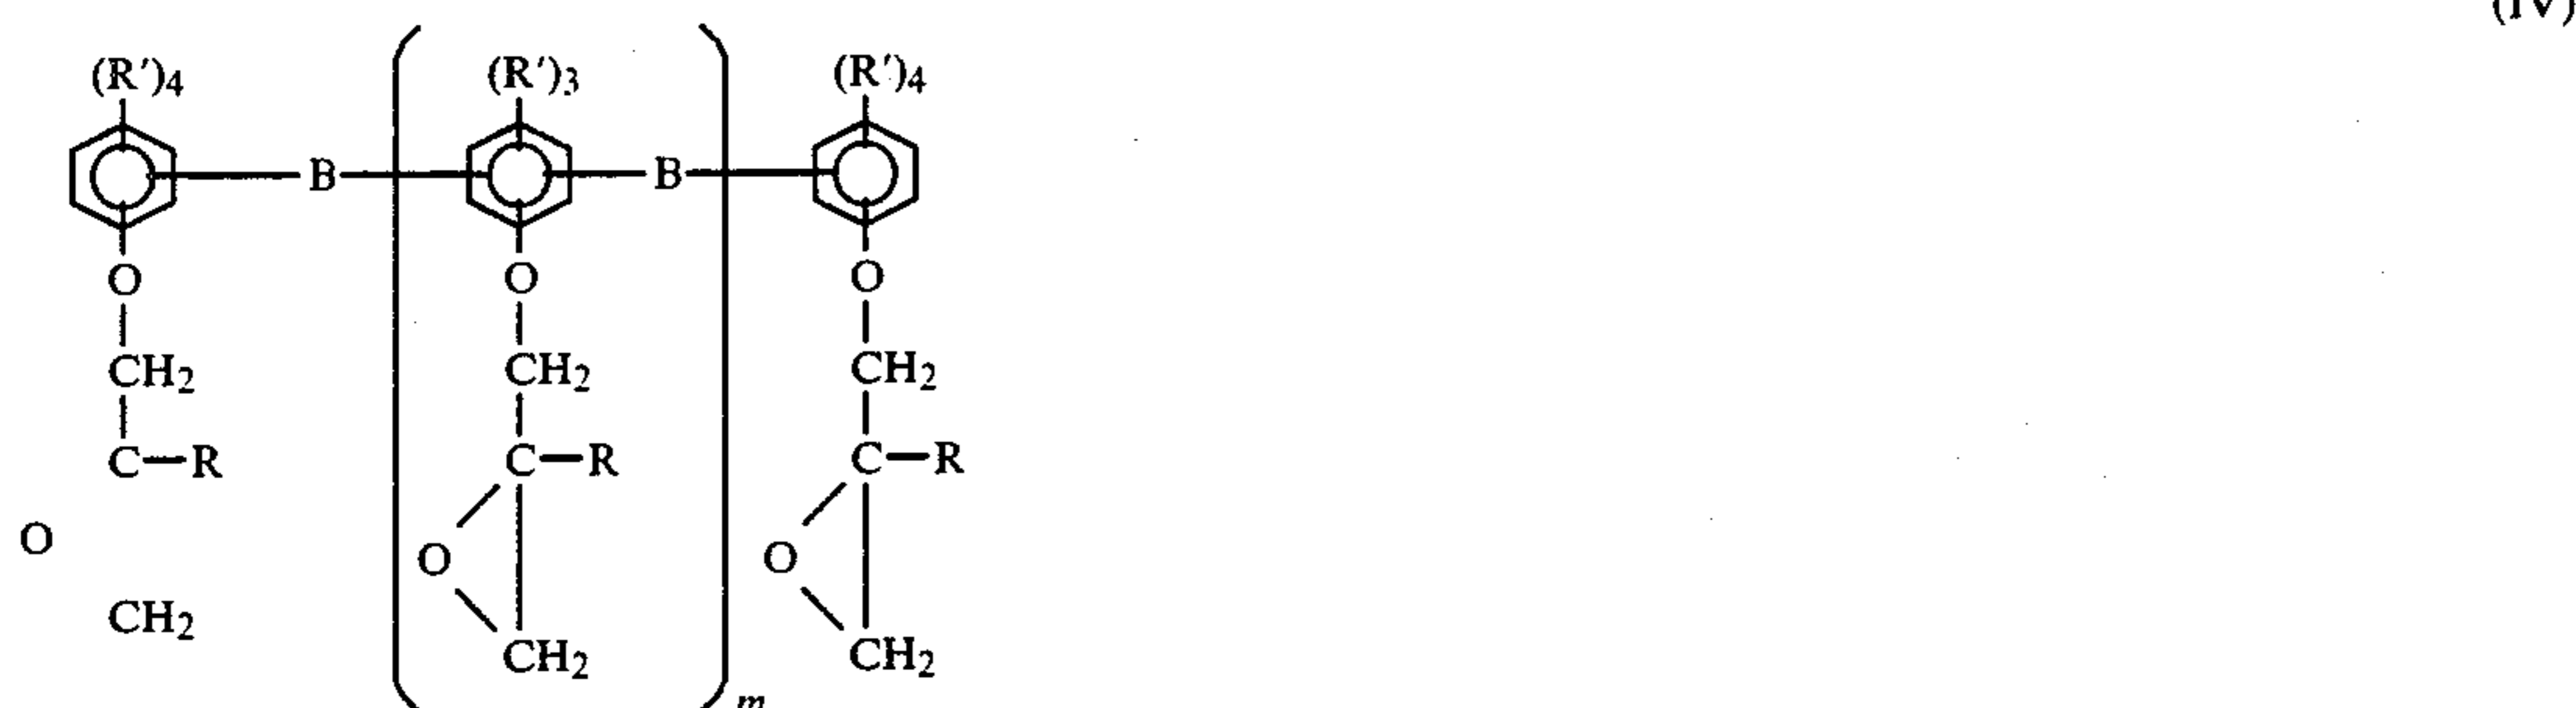 (IV)
(R')4 (R')3 (R')4
B B
O O O
CH2 CH2 CH2
C—R C—R C—R
O O O
CH2 CH2 CH2
m